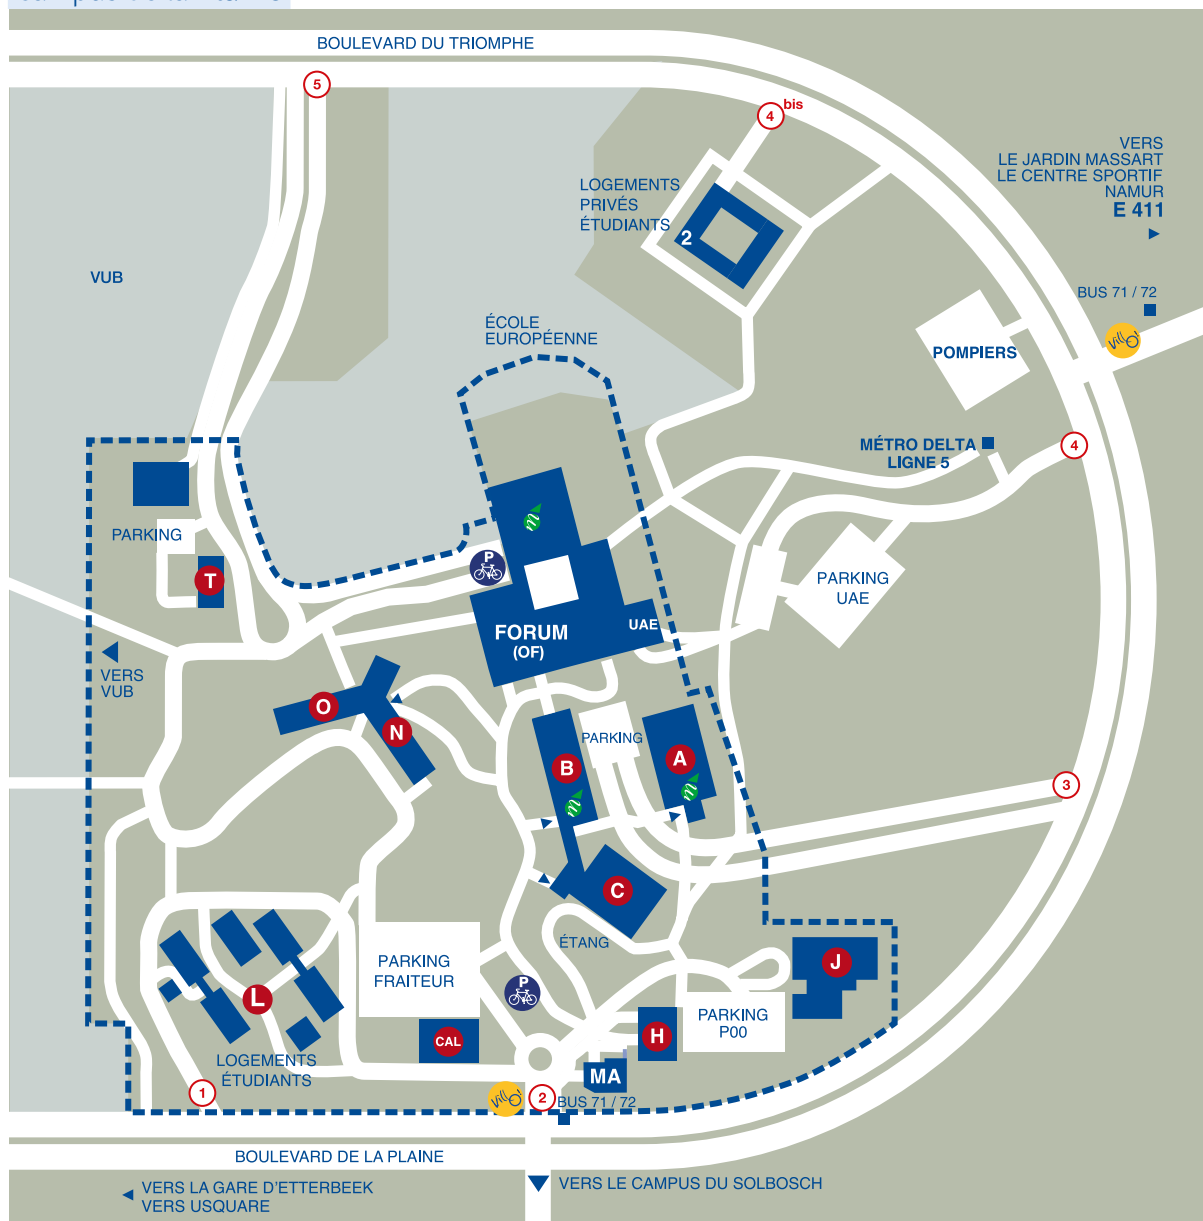 BOULEVARD DU TRIOMPHE
5
4
bis
VERS
LE JARDIN MASSART
LE CENTRE SPORTIF
NAMUR
E 411
LOGEMENTS
PRIVÉS
ÉTUDIANTS
2
VUB
BUS 71 / 72
villo!
ÉCOLE
EUROPÉENNE
POMPIERS
MÉTRO DELTA
LIGNE 5
4
PARKING
T
P
PARKING
UAE
FORUM
(OF)
UAE
VERS
VUB
O
N
B
PARKING
A
3
C
ÉTANG
PARKING
FRAITEUR
J
P
L
PARKING
P00
H
CAL
LOGEMENTS
ÉTUDIANTS
MA
1
villo!
2
BUS 71 / 72
BOULEVARD DE LA PLAINE
VERS LA GARE D'ETTERBEEK
VERS USQUARE
VERS LE CAMPUS DU SOLBOSCH